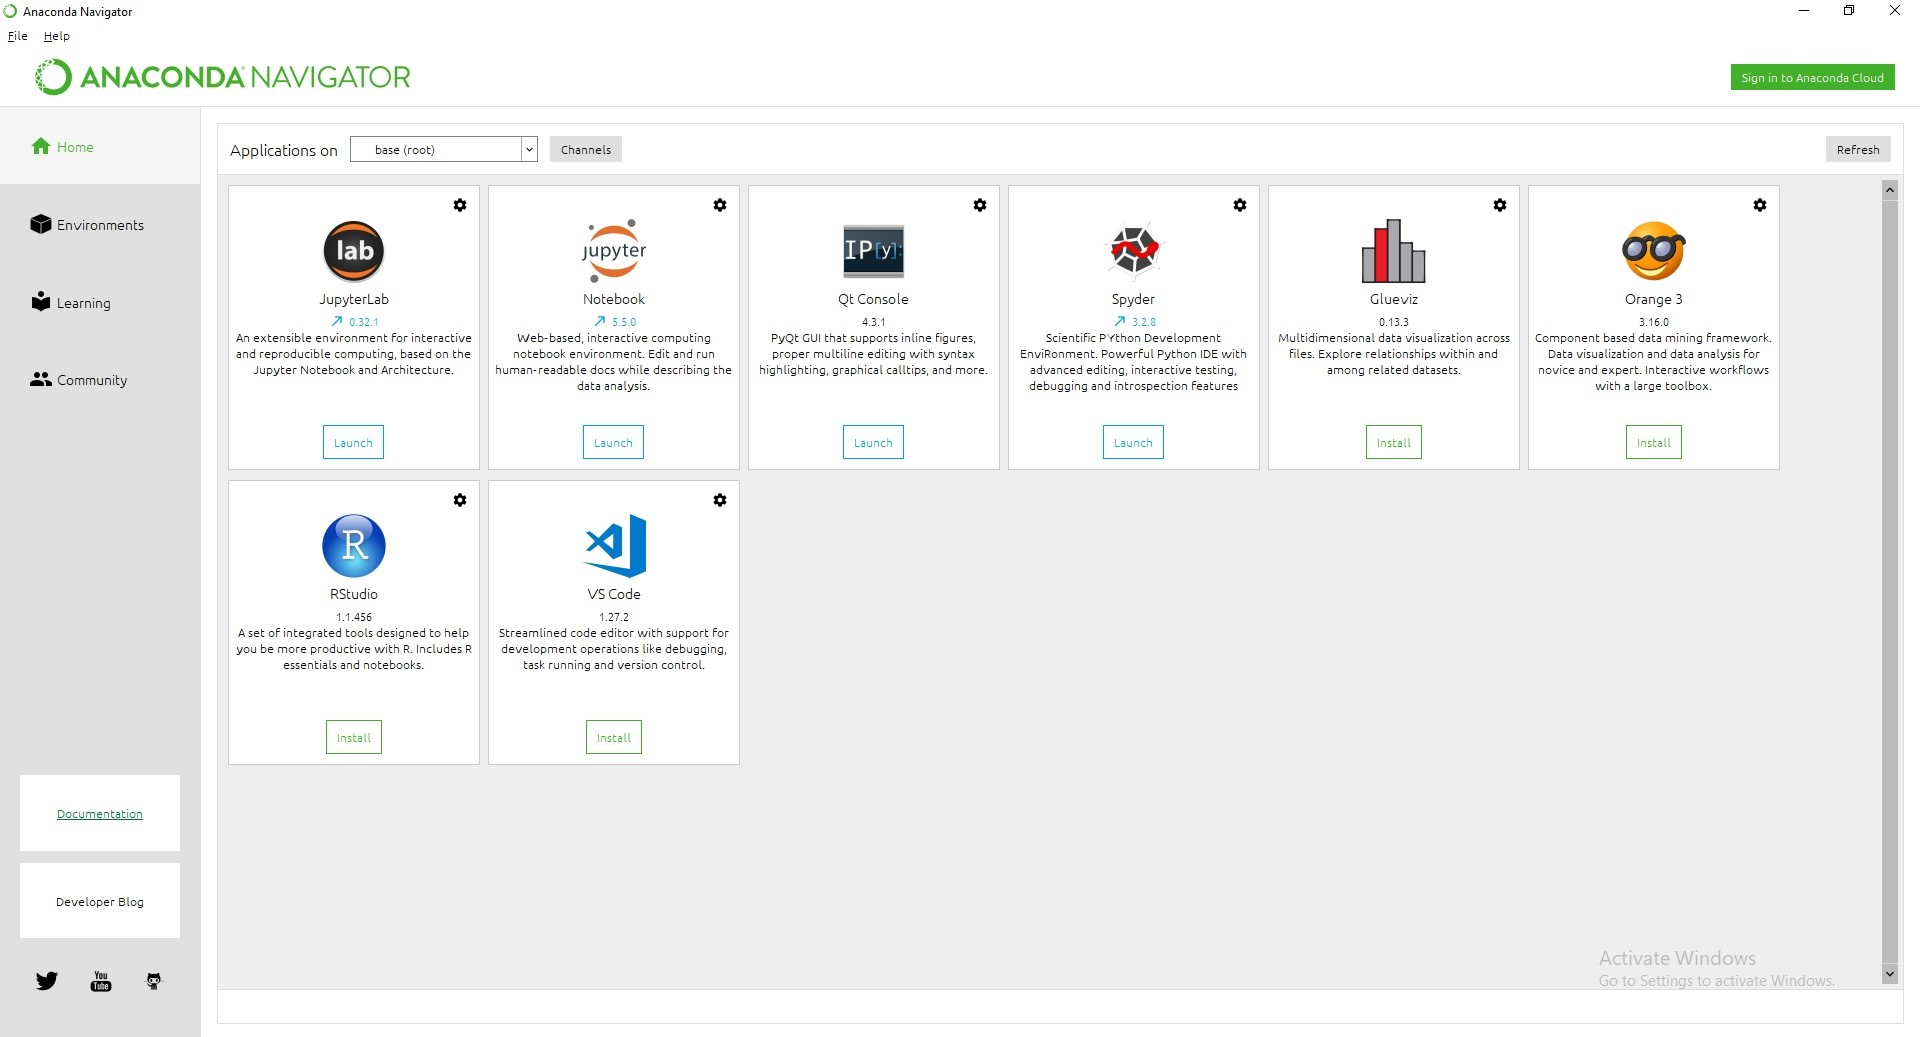 Anaconda Navigator
File Help
ANACONDA NAVIGATOR
Sign in to Anaconda Cloud
Home
Environments
Learning
Community
Documentation
Developer Blog
You
Tube
Applications on base (root) Channels Refresh
lab
JupyterLab
0.32.1
An extensible environment for interactive
and reproducible computing, based on the
Jupyter Notebook and Architecture.
Launch
jupyter
Notebook
5.5.0
Web-based, interactive computing
notebook environment. Edit and run
human-readable docs while describing the
data analysis.
Launch
IP[y]:
Qt Console
4.3.1
PyQt GUI that supports inline figures,
proper multiline editing with syntax
highlighting, graphical calltips, and more.
Launch
Spyder
3.2.8
Scientific PYthon Development
EnviRonment. Powerful Python IDE with
advanced editing, interactive testing,
debugging and introspection features
Launch
Glueviz
0.13.3
Multidimensional data visualization across
files. Explore relationships within and
among related datasets.
Install
Orange 3
3.16.0
Component based data mining framework.
Data visualization and data analysis for
novice and expert. Interactive workflows
with a large toolbox.
Install
R
RStudio
1.1.456
A set of integrated tools designed to help
you be more productive with R. Includes R
essentials and notebooks.
Install
VS Code
1.27.2
Streamlined code editor with support for
development operations like debugging,
task running and version control.
Install
Activate Windows
Go to Settings to activate Windows.